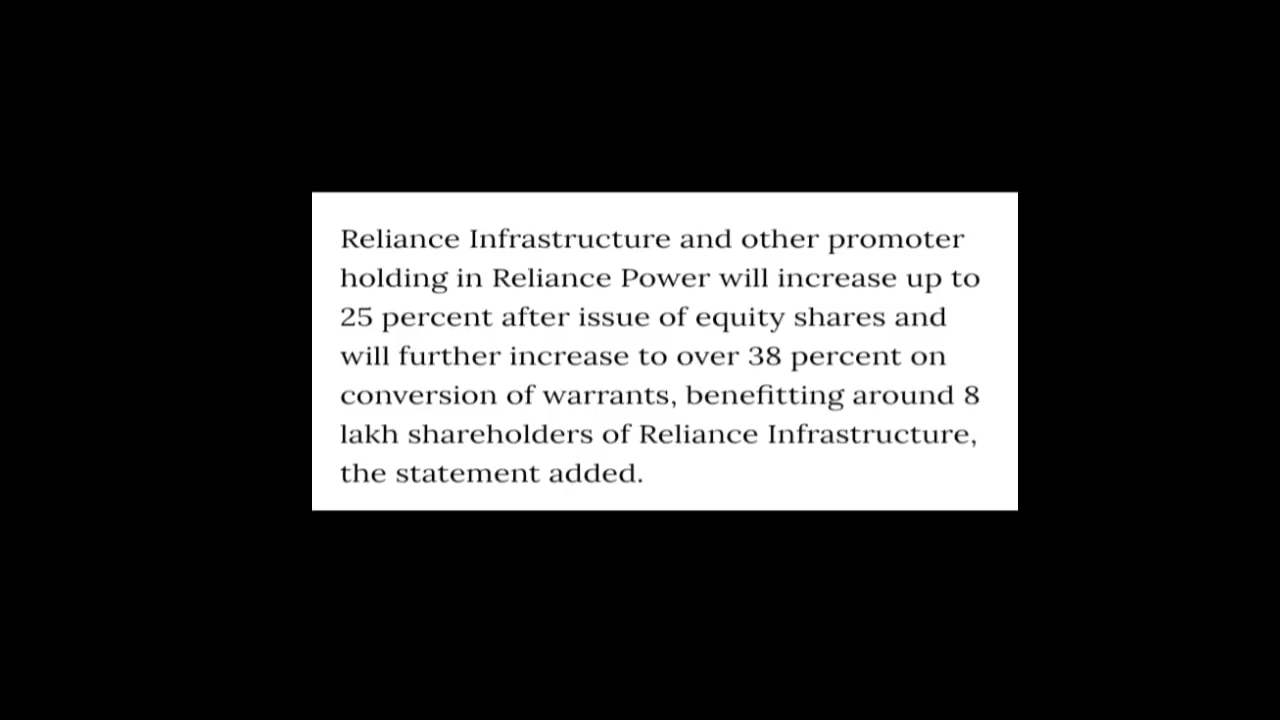 Reliance Infrastructure and other promoter
holding in Reliance Power will increase up to
25 percent after issue of equity shares and
will further increase to over 38 percent on
conversion of warrants, benefitting around 8
lakh shareholders of Reliance Infrastructure,
the statement added.